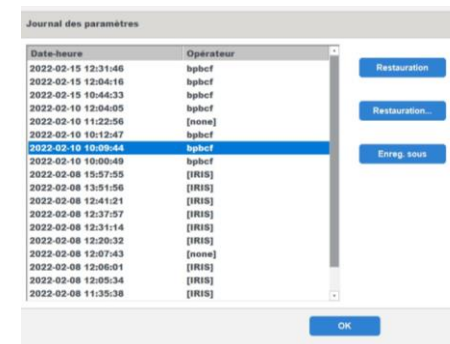 Journal des paramètres
Date-heure Opérateur
2022-02-15 12:31:46 bpbcf
2022-02-15 12:04:16 bpbcf
2022-02-15 10:44:33 bpbcf
2022-02-10 12:04:05 bpbcf
2022-02-10 11:22:56 [none]
2022-02-10 10:12:47 bpbcf
2022-02-10 10:09:44 bpbcf
2022-02-10 10:00:49 bpbcf
2022-02-08 15:57:55 [IRIS]
2022-02-08 13:51:56 [IRIS]
2022-02-08 12:41:21 [IRIS]
2022-02-08 12:37:57 [IRIS]
2022-02-08 12:31:14 [IRIS]
2022-02-08 12:20:32 [IRIS]
2022-02-08 12:07:43 [none]
2022-02-08 12:06:01 [IRIS]
2022-02-08 12:05:34 [IRIS]
2022-02-08 11:35:38 [IRIS]
Restauration
Restauration...
Enreg. sous
OK